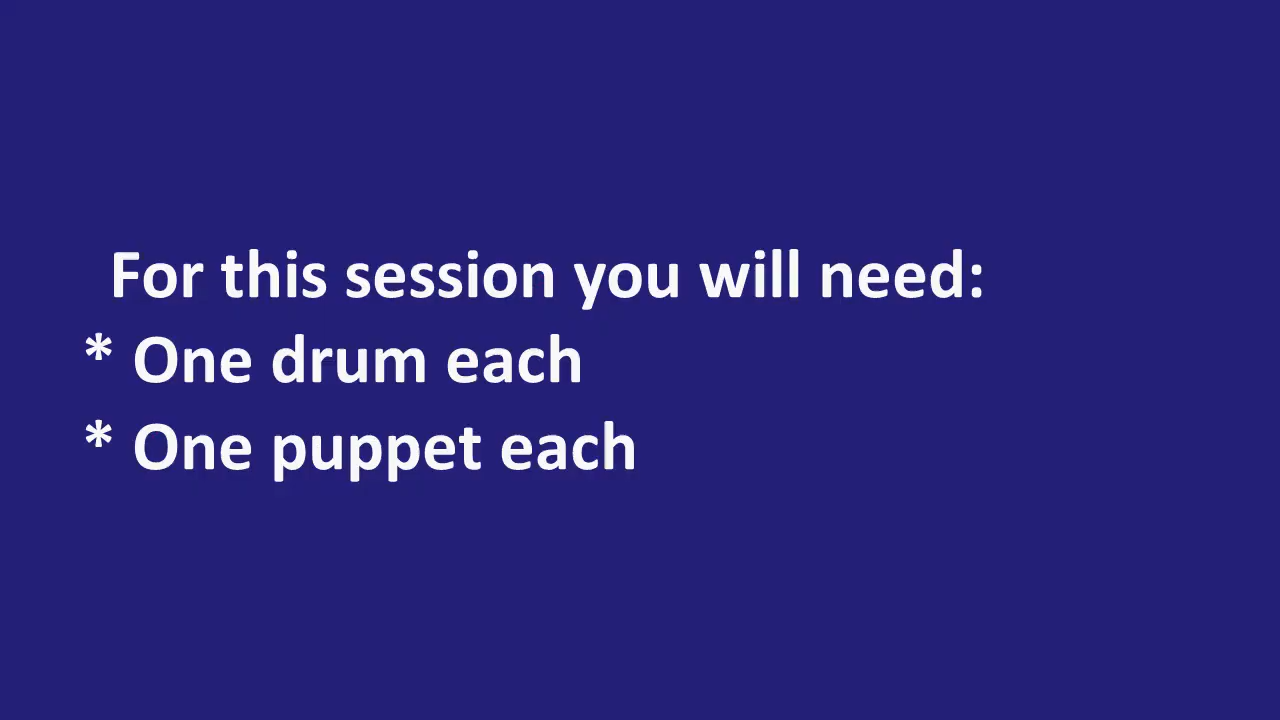 For this session you will need:
* One drum each
* One puppet each